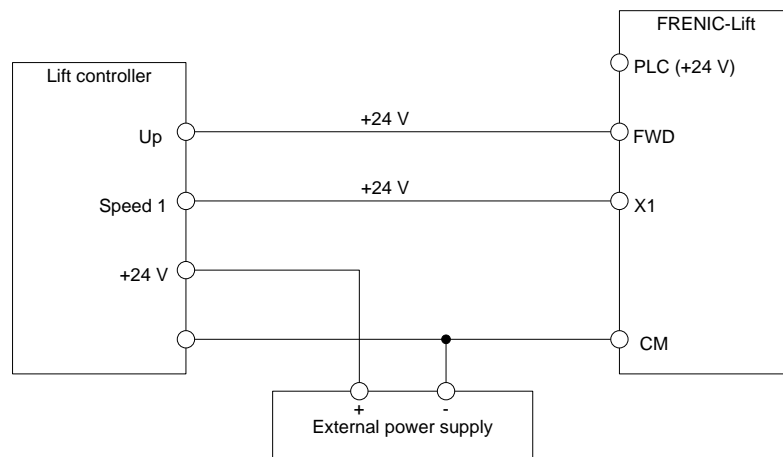 FRENIC-Lift
Lift controller
PLC (+24 V)
Up
+24 V
FWD
Speed 1
+24 V
X1
+24 V
CM
+
-
External power supply